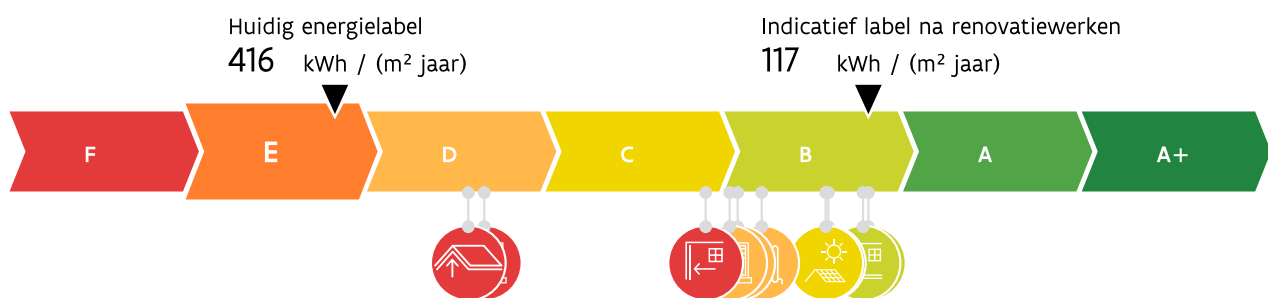 Huidig energielabel
416 kWh / (m² jaar)
Indicatief label na renovatiewerken
117 kWh / (m² jaar)
F E D C B A A+